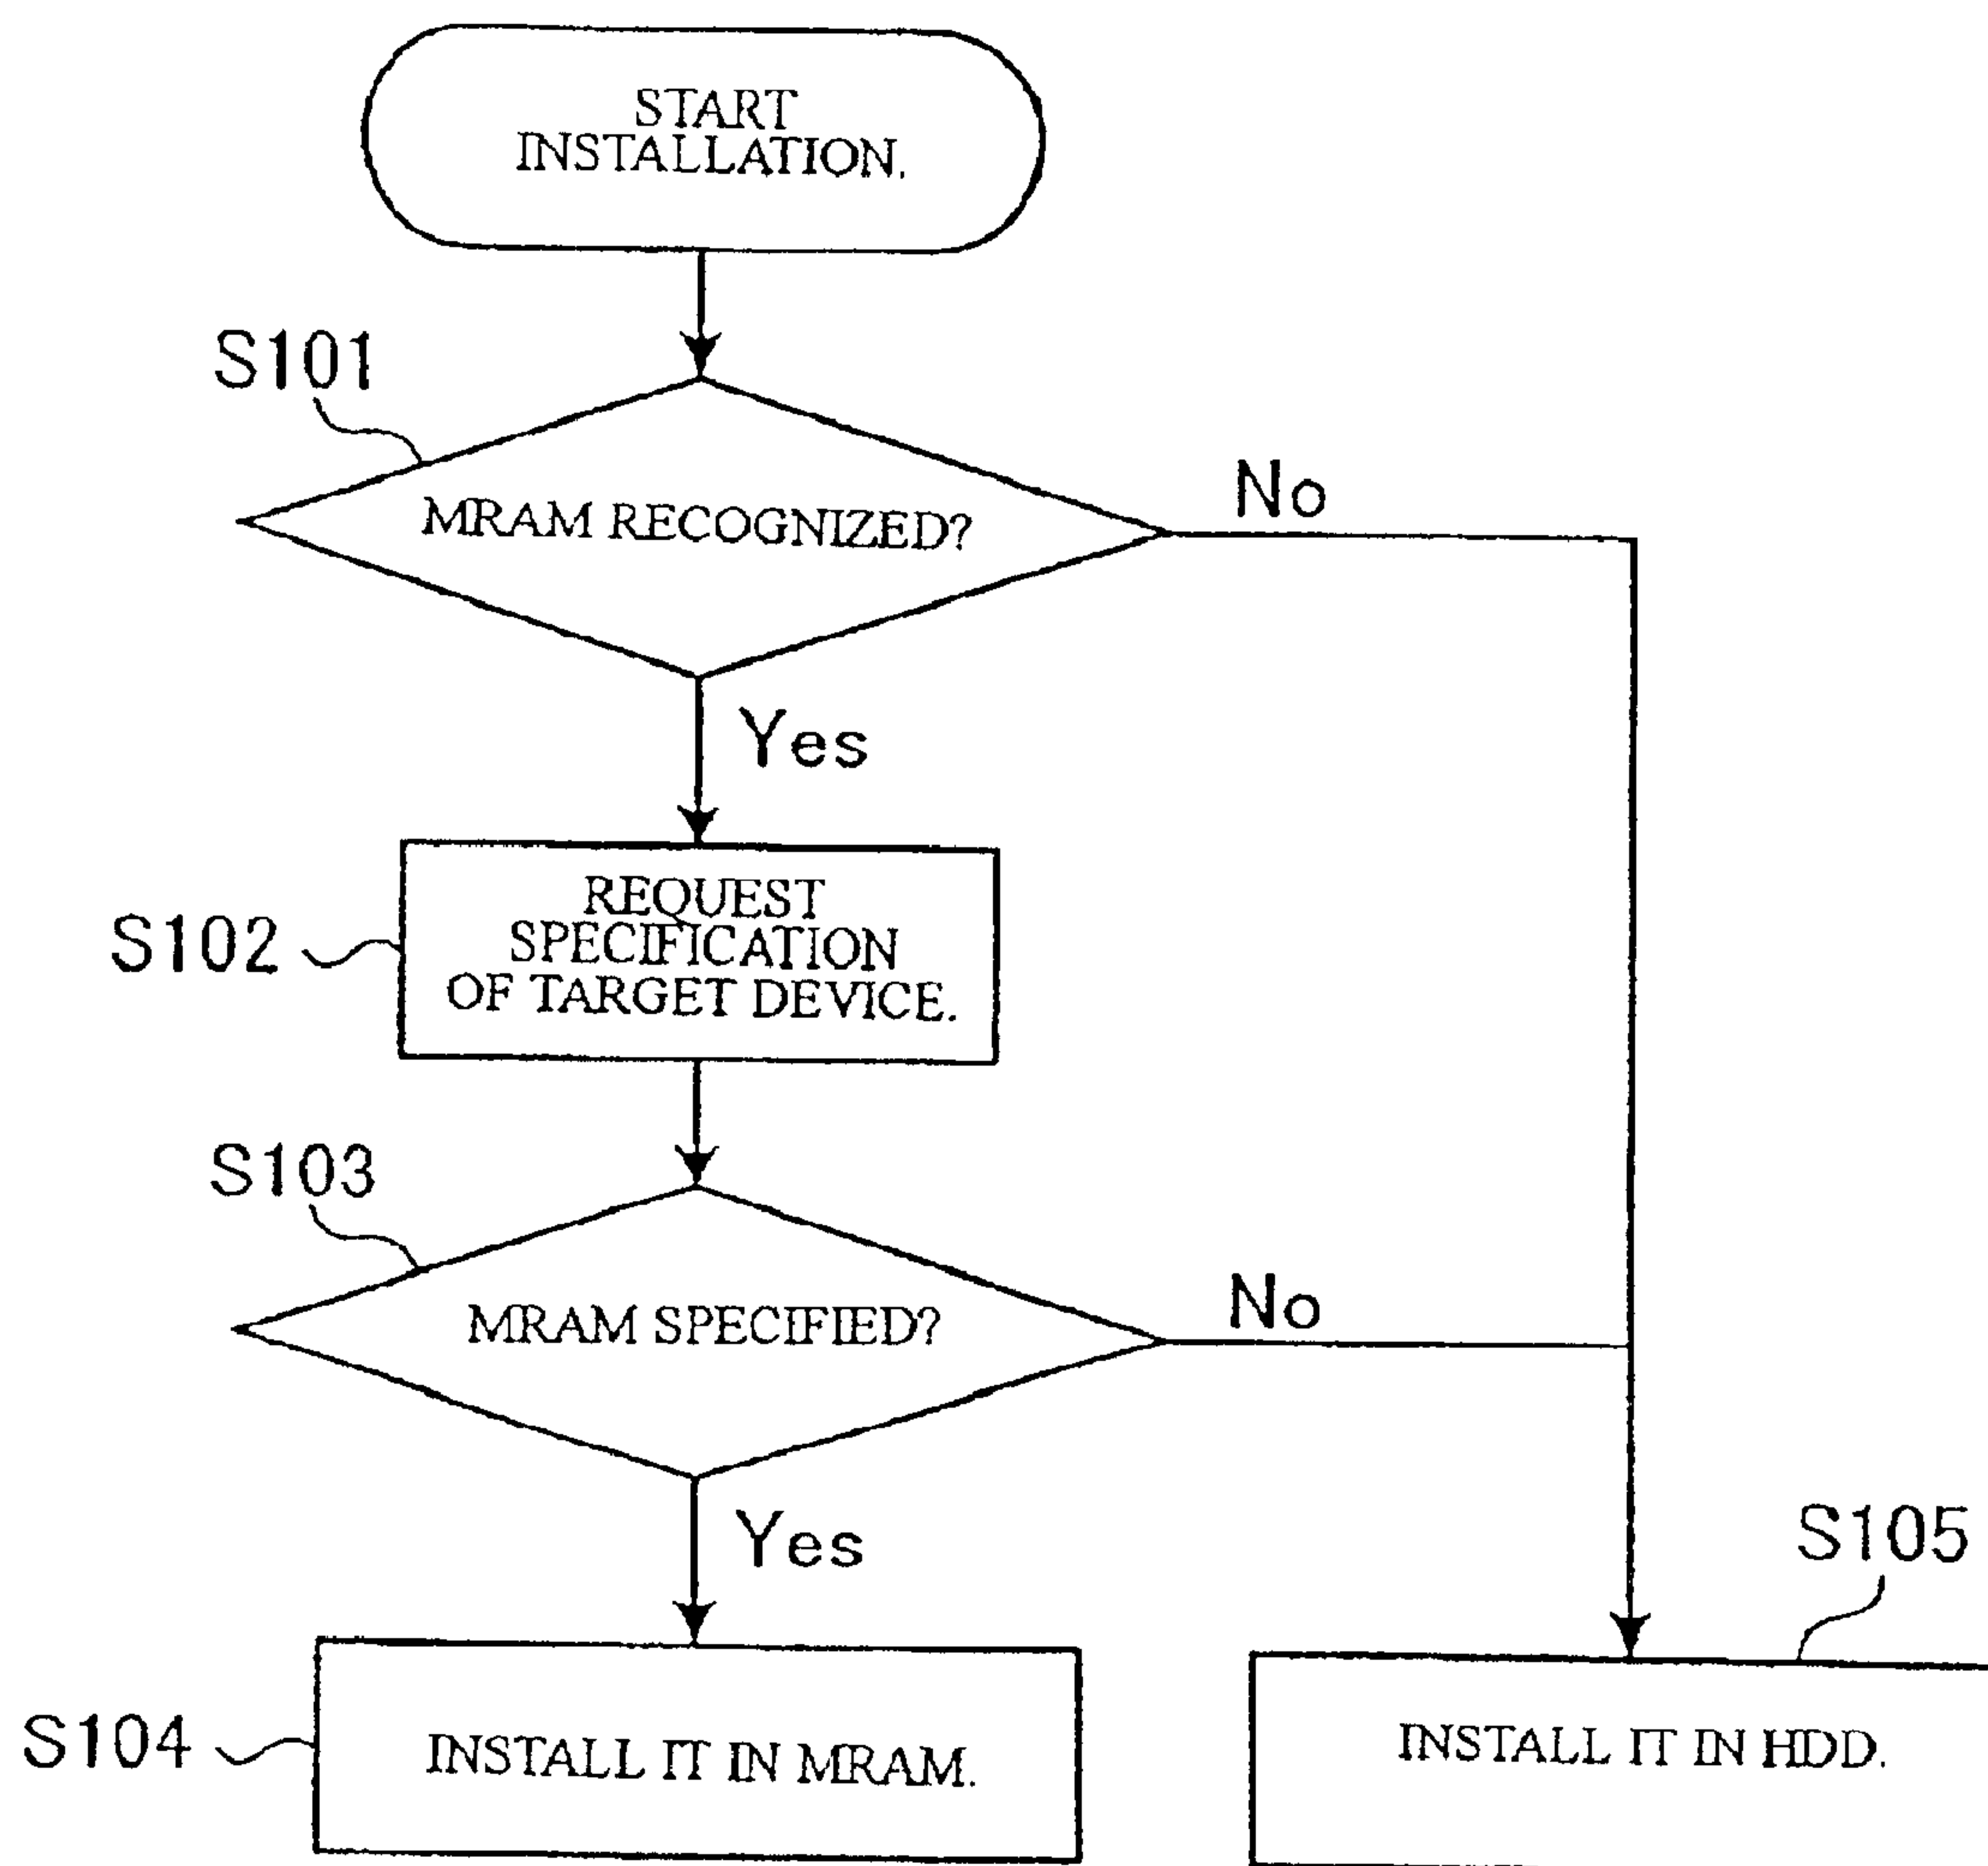 START
INSTALLATION.
S101
MRAM RECOGNIZED?
No
Yes
S102
REQUEST
SPECIFICATION
OF TARGET DEVICE.
S103
MRAM SPECIFIED?
No
Yes
S105
S104
INSTALL IT IN MRAM.
INSTALL IT IN HDD.